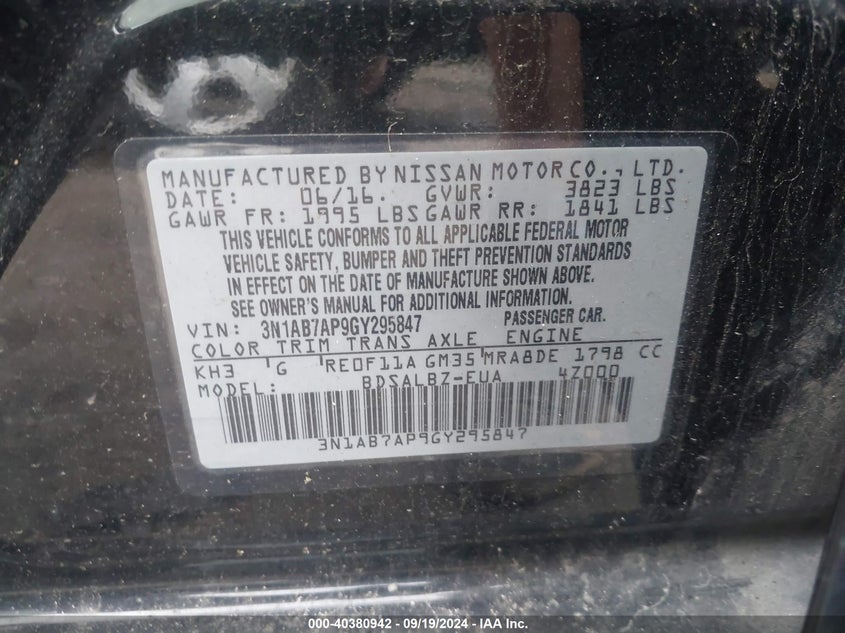 MANUFACTURED BY NISSAN MOTOR CO., LTD.
DATE: 06/16. GVWR: 3823 LBS
GAWR FR: 1995 LBS GAWR RR: 1841 LBS
THIS VEHICLE CONFORMS TO ALL APPLICABLE FEDERAL MOTOR
VEHICLE SAFETY, BUMPER AND THEFT PREVENTION STANDARDS
IN EFFECT ON THE DATE OF MANUFACTURE SHOWN ABOVE.
SEE OWNER'S MANUAL FOR ADDITIONAL INFORMATION.
VIN: 3N1AB7AP9GY295847 PASSENGER CAR.
COLOR TRIM TRANS AXLE ENGINE
KH3 G RE0F11A GM35 MRA8DE 1798 CC
MODEL: BDSALBZ-EUA 4Z000
3N1AB7AP9GY295847
000-40380942 - 09/19/2024 - IAAI.com